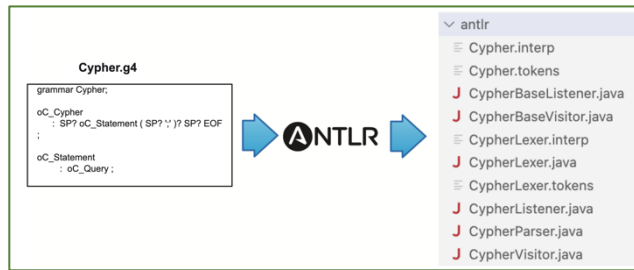 Cypher.g4
grammar Cypher;
oC_Cypher
: SP? oC_Statement ( SP? ';' )? SP? EOF
;
oC_Statement
: oC_Query ;
ANTLR
antlr
Cypher.interp
Cypher.tokens
J CypherBaseListener.java
J CypherBaseVisitor.java
CypherLexer.interp
J CypherLexer.java
CypherLexer.tokens
J CypherListener.java
J CypherParser.java
J CypherVisitor.java